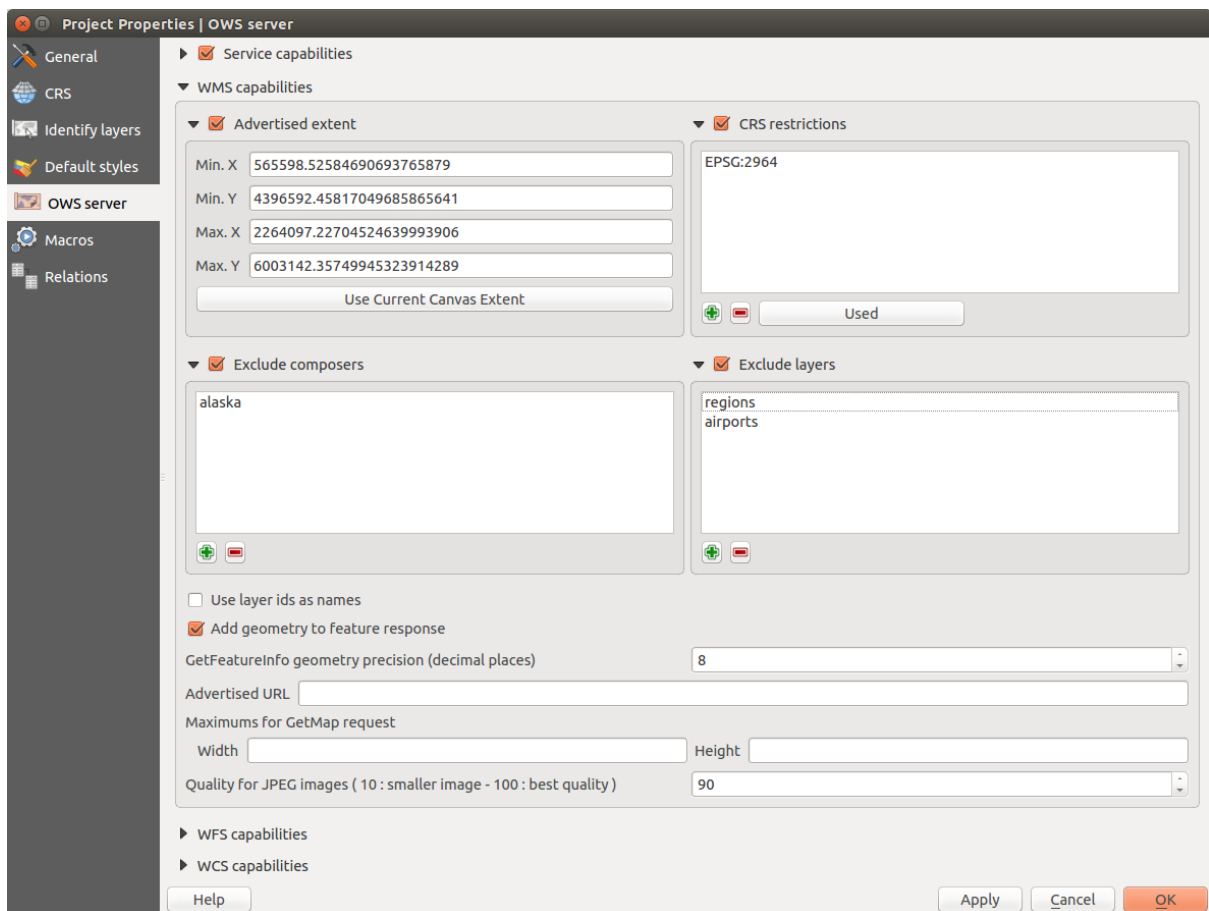 Project Properties | OWS server
General
CRS
Identify layers
Default styles
OWS server
Macros
Relations
Service capabilities
WMS capabilities
Advertised extent
Min. X 565598.52584690693765879
Min. Y 4396592.45817049685865641
Max. X 2264097.22704524639993906
Max. Y 6003142.35749945323914289
Use Current Canvas Extent
CRS restrictions
EPSG:2964
Used
Exclude composers
alaska
Exclude layers
regions
airports
Use layer ids as names
Add geometry to feature response
GetFeatureInfo geometry precision (decimal places) 8
Advertised URL
Maximums for GetMap request
Width Height
Quality for JPEG images ( 10 : smaller image - 100 : best quality ) 90
WFS capabilities
WCS capabilities
Help Apply Cancel OK